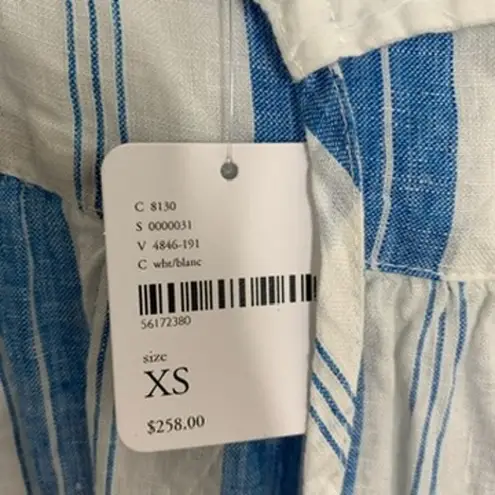 C 8130
S 0000031
V 4846-191
C wht/blanc
56172380
size
XS
$258.00